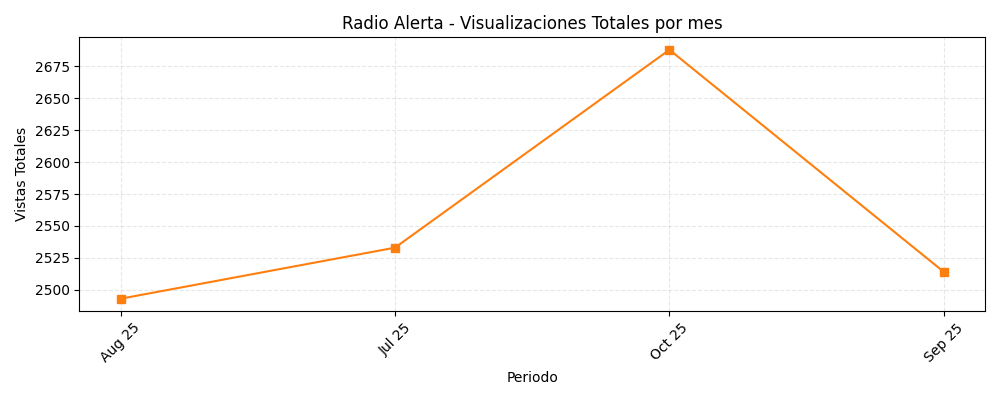 Radio Alerta - Visualizaciones Totales por mes
Vistas Totales
2675
2650
2625
2600
2575
2550
2525
2500
Aug 25
Jul 25
Oct 25
Sep 25
Periodo